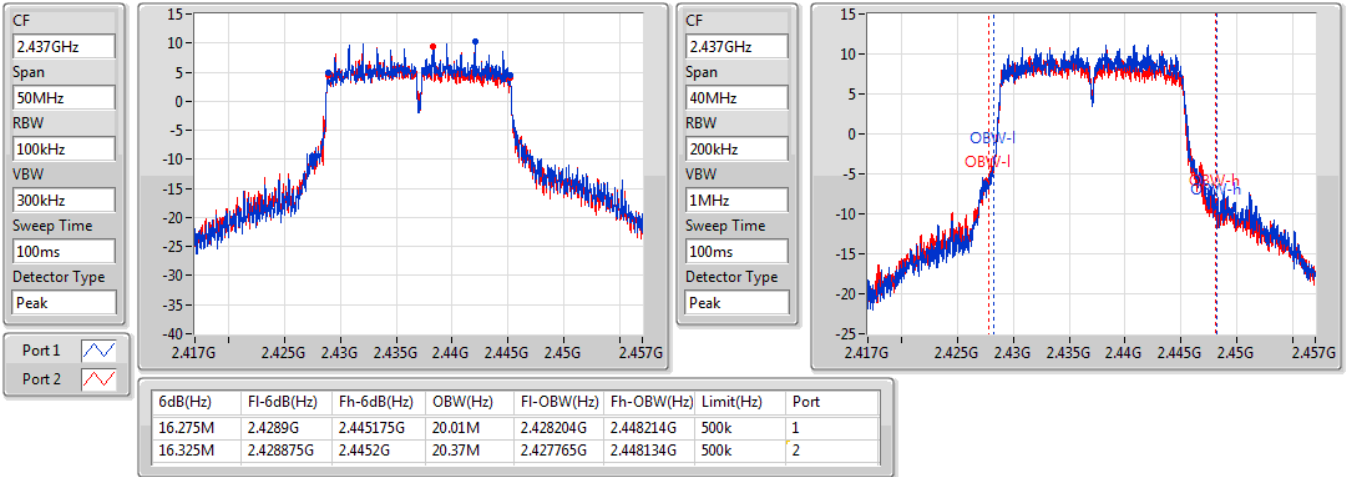 CF
2.437GHz
Span
50MHz
RBW
100kHz
VBW
300kHz
Sweep Time
100ms
Detector Type
Peak
Port 1
Port 2
15
10
5
0
-5
-10
-15
-20
-25
-30
-35
-40
2.417G 2.425G 2.43G 2.435G 2.44G 2.445G 2.45G 2.457G
CF
2.437GHz
Span
40MHz
RBW
200kHz
VBW
1MHz
Sweep Time
100ms
Detector Type
Peak
15
10
5
0
-5
-10
-15
-20
-25
OBW-l
OBW-l
OBW-h
OBW-h
2.417G 2.425G 2.43G 2.435G 2.44G 2.445G 2.45G 2.457G
6dB(Hz) Fl-6dB(Hz) Fh-6dB(Hz) OBW(Hz) Fl-OBW(Hz) Fh-OBW(Hz) Limit(Hz) Port
16.275M 2.4289G 2.445175G 20.01M 2.428204G 2.448214G 500k 1
16.325M 2.428875G 2.4452G 20.37M 2.427765G 2.448134G 500k 2